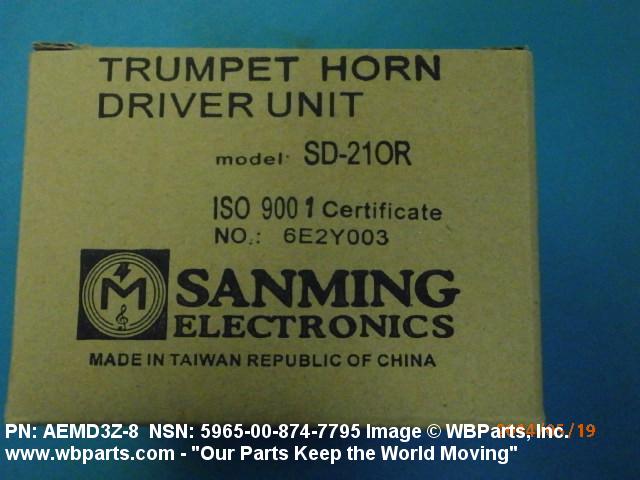 TRUMPET HORN
DRIVER UNIT
model: SD-210R
ISO 9001 Certificate
NO.: 6E2Y003
M
SANMING
ELECTRONICS
MADE IN TAIWAN REPUBLIC OF CHINA
PN: AEMD3Z-8 NSN: 5965-00-874-7795 Image © WBParts, Inc.
www.wbparts.com - "Our Parts Keep the World Moving"